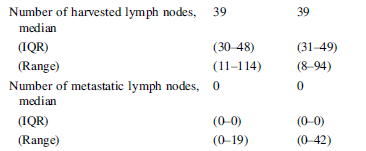 Number of harvested lymph nodes, 39 39
median
(IQR) (30–48) (31–49)
(Range) (11–114) (8–94)
Number of metastatic lymph nodes, 0 0
median
(IQR) (0–0) (0–0)
(Range) (0–19) (0–42)